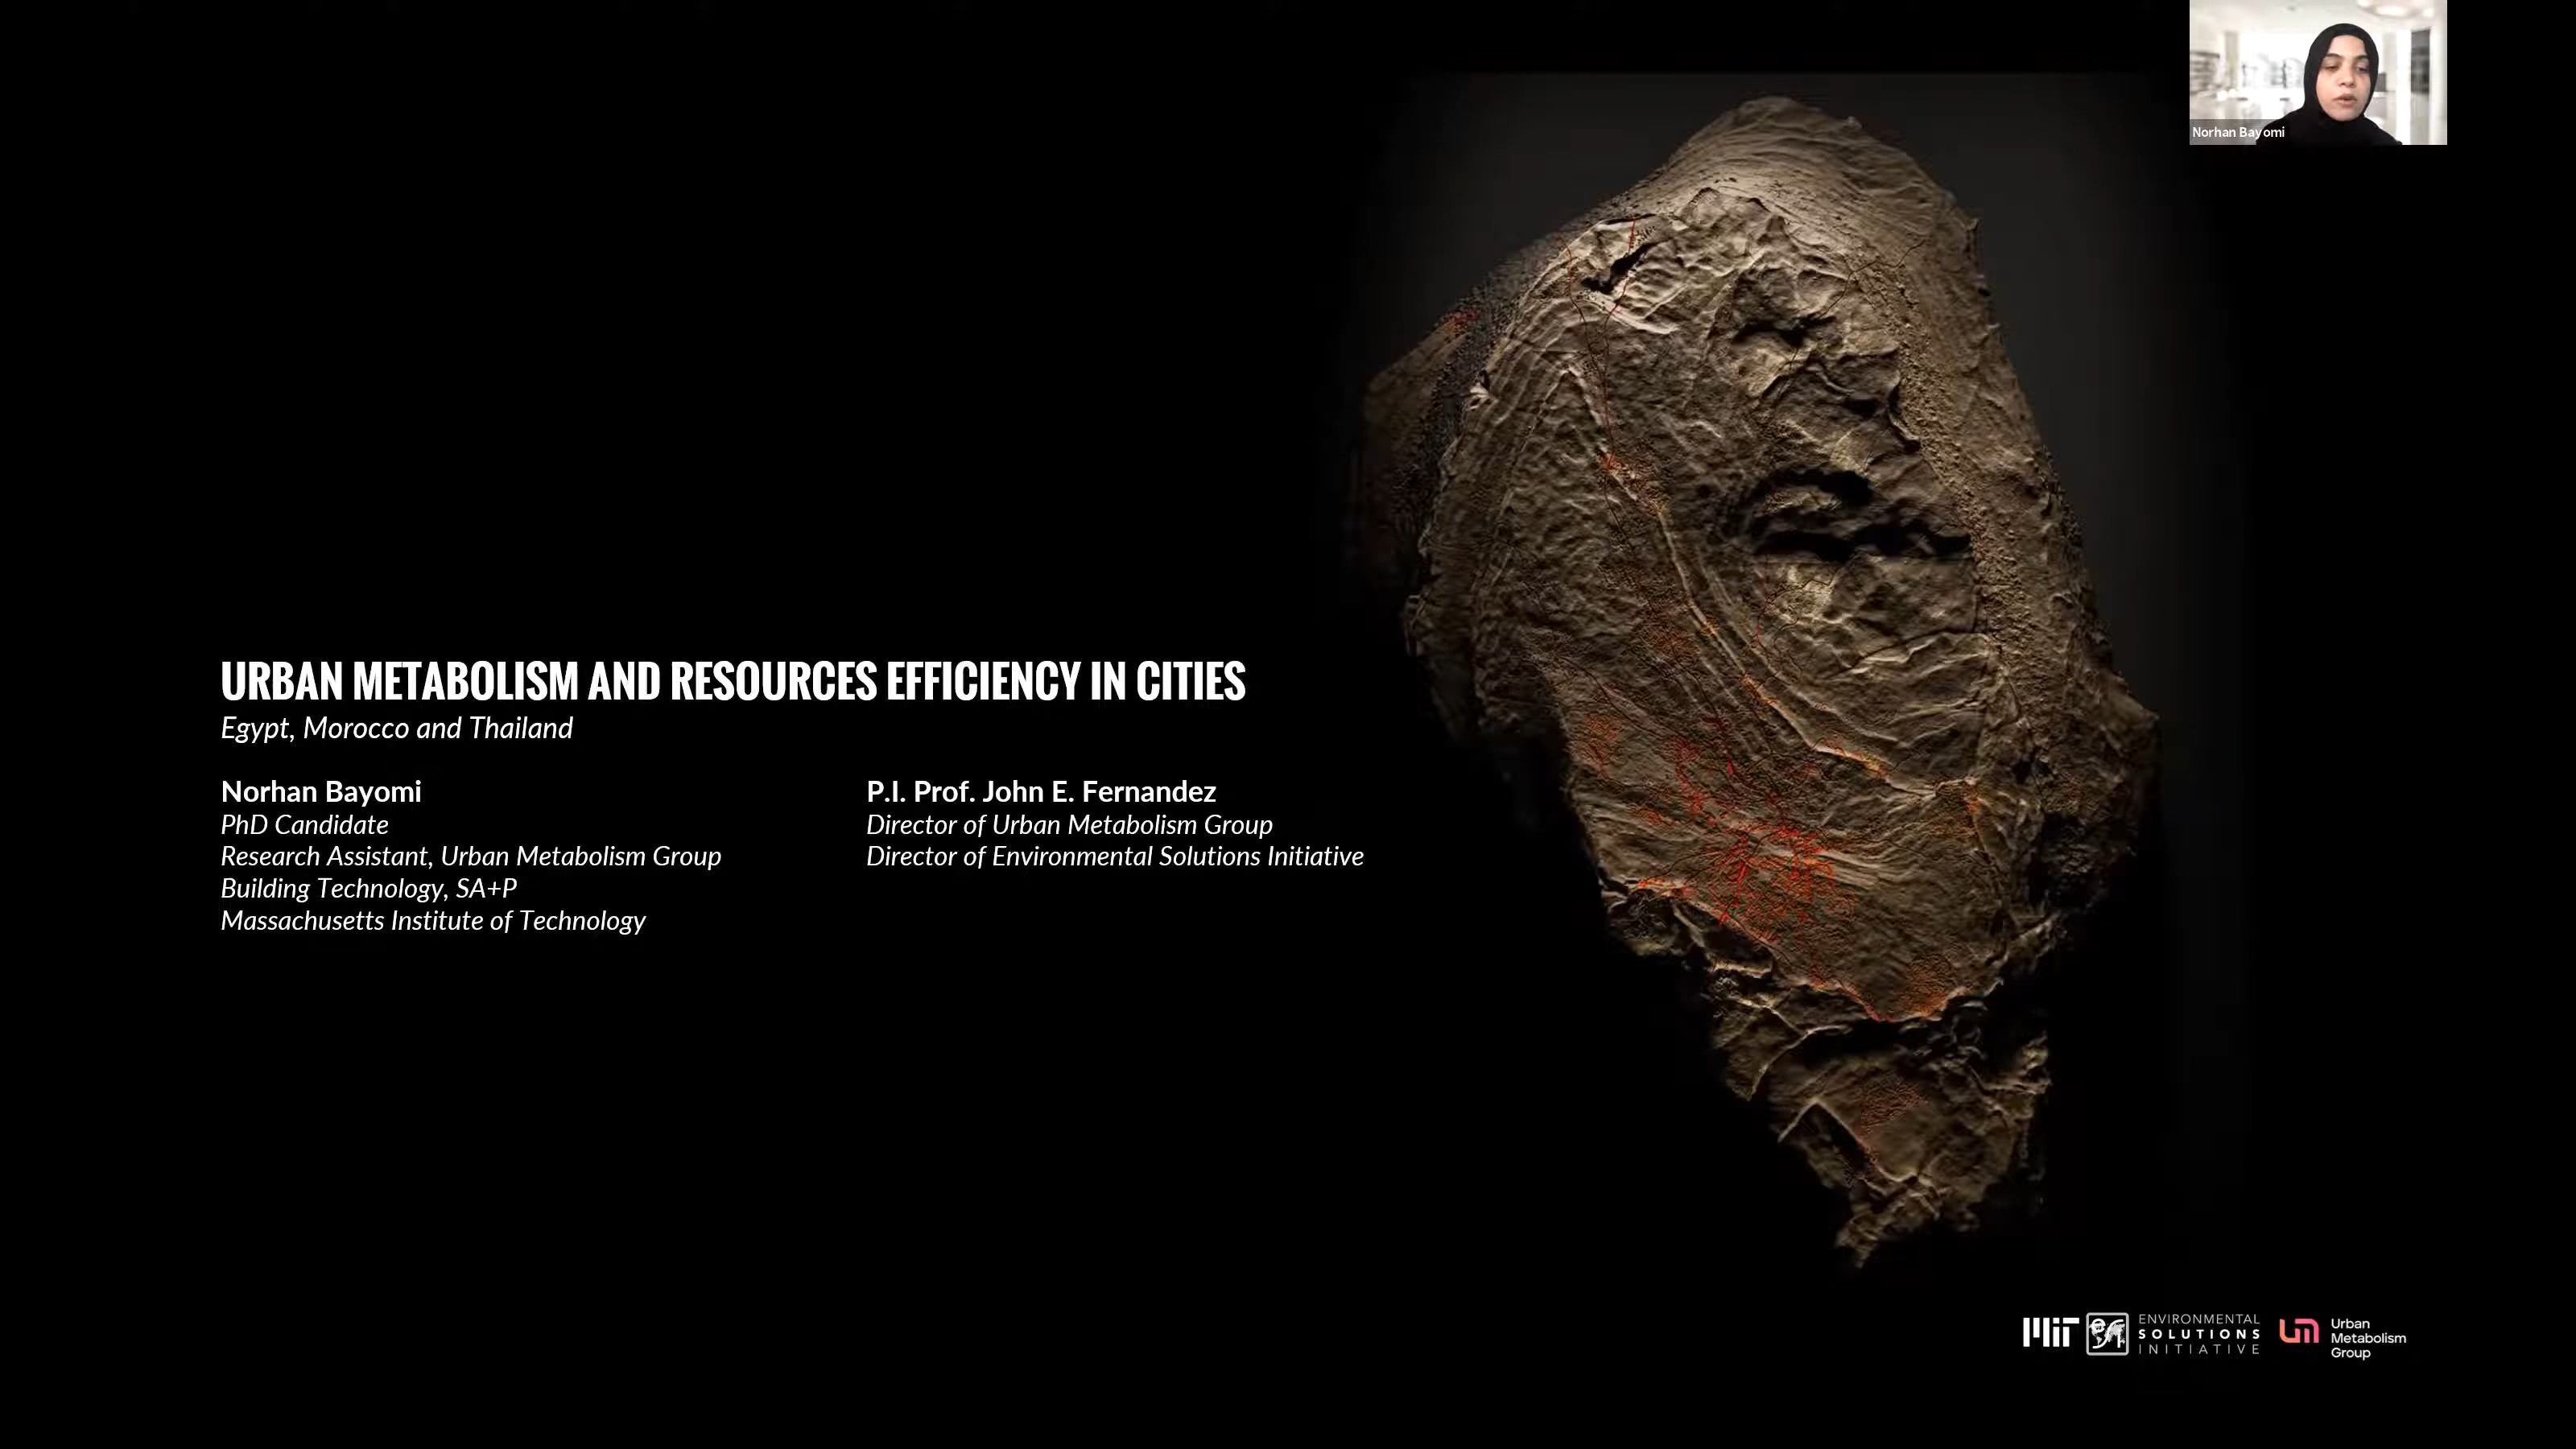 Norhan Bayomi
URBAN METABOLISM AND RESOURCES EFFICIENCY IN CITIES
Egypt, Morocco and Thailand
Norhan Bayomi
PhD Candidate
Research Assistant, Urban Metabolism Group
Building Technology, SA+P
Massachusetts Institute of Technology
P.I. Prof. John E. Fernandez
Director of Urban Metabolism Group
Director of Environmental Solutions Initiative
MIT
ENVIRONMENTAL
SOLUTIONS
INITIATIVE
um
Urban
Metabolism
Group